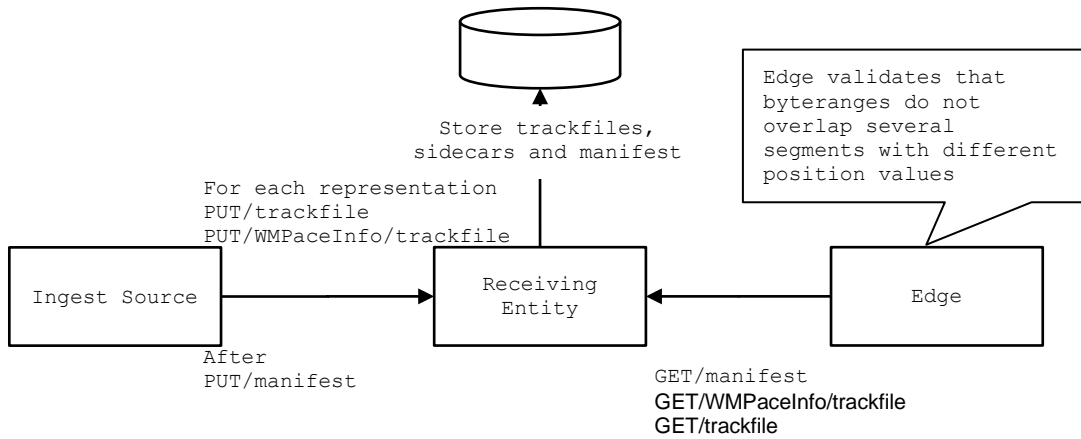 Edge validates that
byteranges do not
overlap several
segments with different
position values
Store trackfiles,
sidecars and manifest
For each representation
PUT/trackfile
PUT/WMPaceInfo/trackfile
Ingest Source
Receiving
Entity
Edge
After
PUT/manifest
GET/manifest
GET/WMPaceInfo/trackfile
GET/trackfile